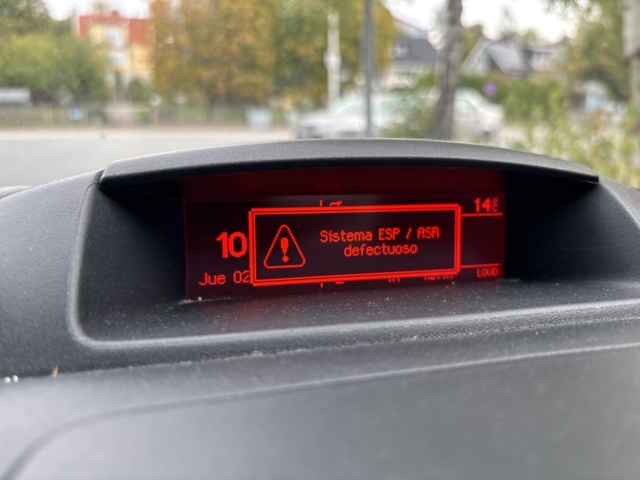 14°C
10
Sistema ESP / ASR
defectuoso
Jue 02
LOUD